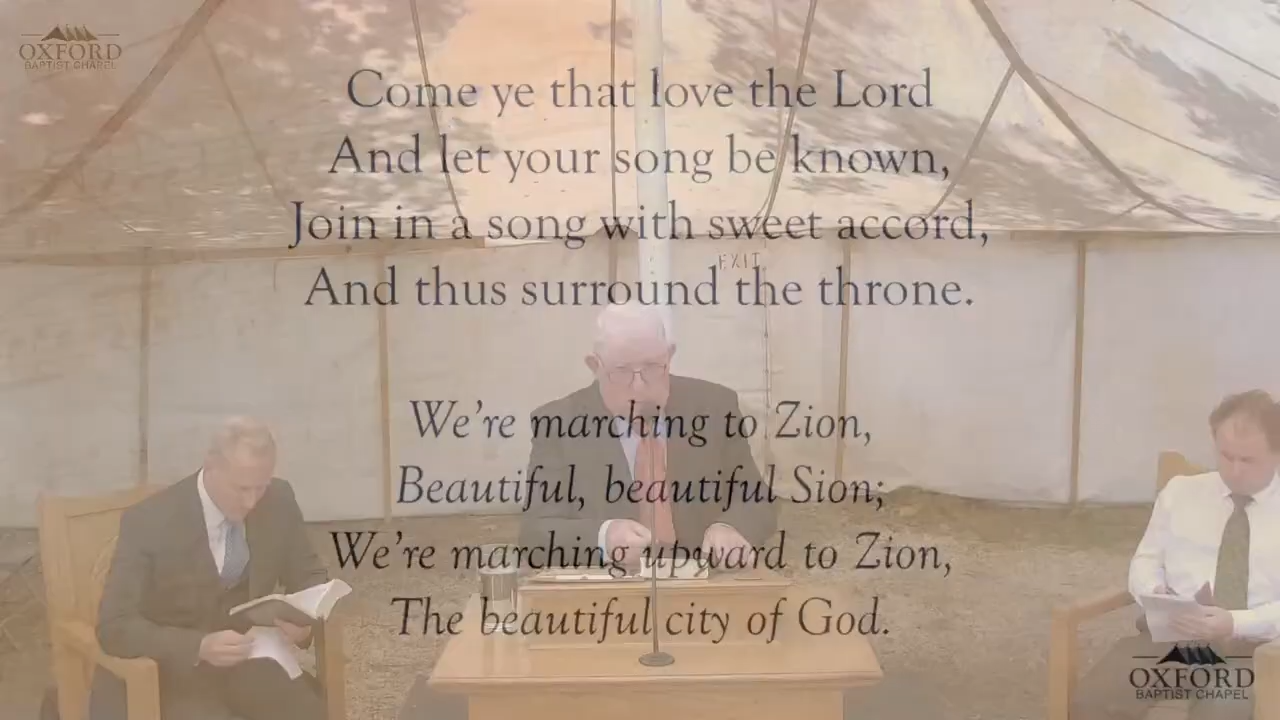 OXFORD
BAPTIST CHAPEL
Come ye that love the Lord
And let your song be known,
Join in a song with sweet accord,
And thus surround the throne.
EXIT
We're marching to Zion,
Beautiful, beautiful Sion;
We're marching upward to Zion,
The beautiful city of God.
OXFORD
BAPTIST CHAPEL